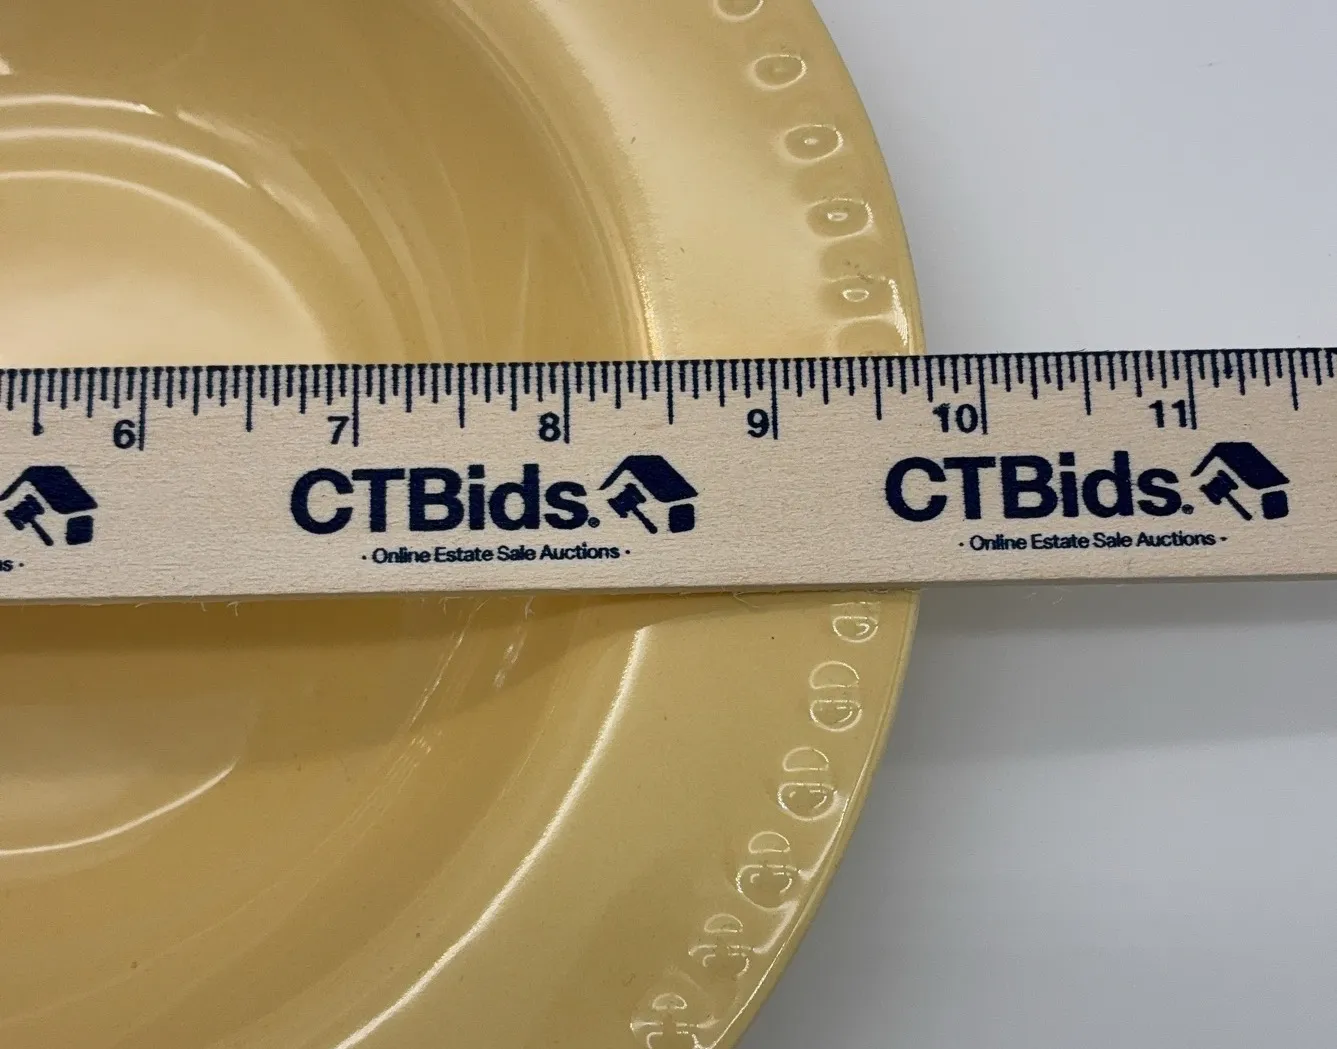 6 7 8 9 10 11
CTBids. CTBids.
s · · Online Estate Sale Auctions · · Online Estate Sale Auctions ·